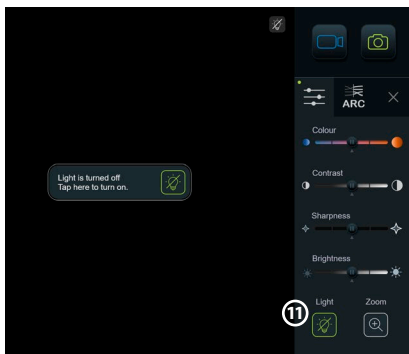 ARC
Colour
Light is turned off
Tap here to turn on.
Contrast
Sharpness
Brightness
11
Light
Zoom